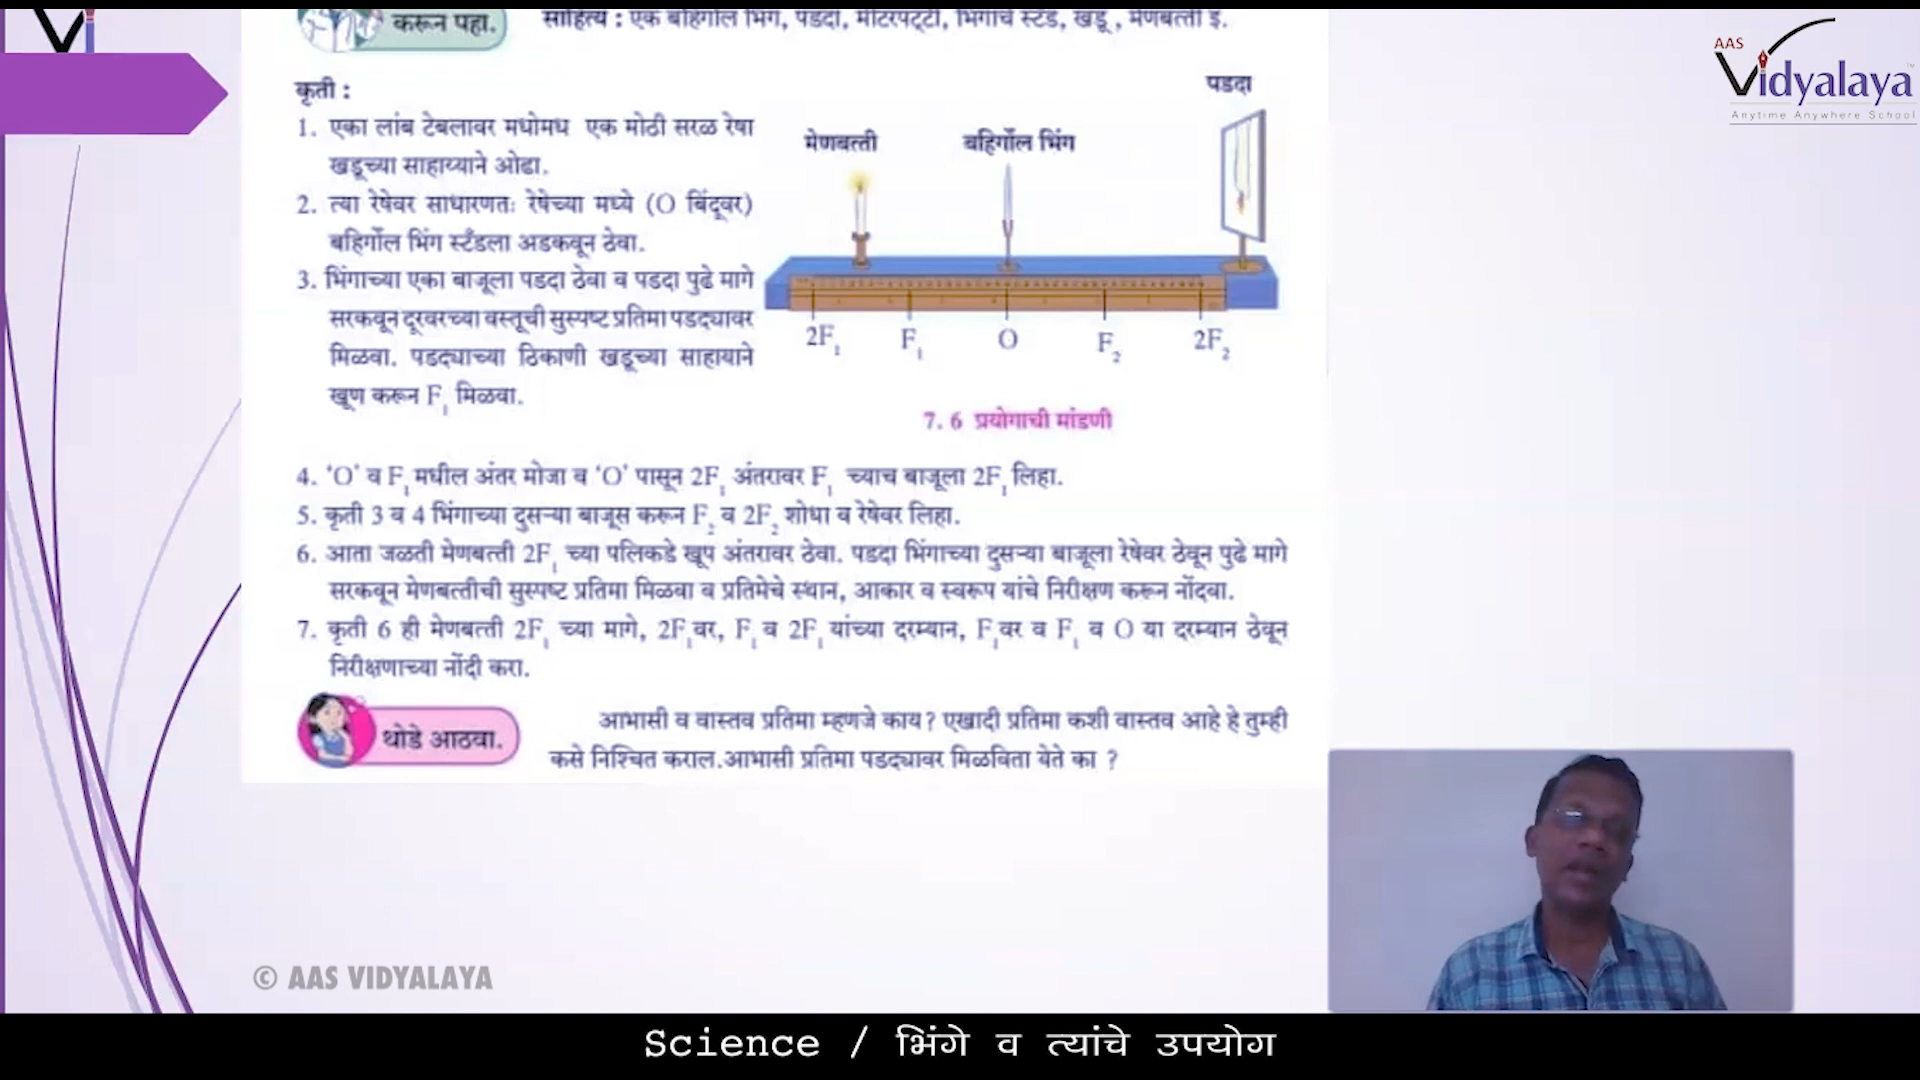 करून पहा.
साहित्य : एक बहिर्गोल भिंग, पडदा, मीटरपट्टी, भिंगाचे स्टँड, खडू, मेणबत्ती इ.
AAS
Vidyalaya
Anytime Anywhere School
कृती :
1. एका लांब टेबलावर मधोमध एक मोठी सरळ रेषा
खडूच्या साहाय्याने ओढा.
2. त्या रेषेवर साधारणतः रेषेच्या मध्ये (O बिंदूवर)
बहिर्गोल भिंग स्टँडला अडकवून ठेवा.
3. भिंगाच्या एका बाजूला पडदा ठेवा व पडदा पुढे मागे
सरकवून दूरवरच्या वस्तूची सुस्पष्ट प्रतिमा पडद्यावर
मिळवा. पडद्याच्या ठिकाणी खडूच्या साहायाने
खूण करून F₁ मिळवा.
पडदा
मेणबत्ती
बहिर्गोल भिंग
2F₁ F₁ O F₂ 2F₂
7. 6 प्रयोगाची मांडणी
4. ‘O’ व F₁ मधील अंतर मोजा व ‘O’ पासून 2F₁ अंतरावर F₁ च्याच बाजूला 2F₁ लिहा.
5. कृती 3 व 4 भिंगाच्या दुसऱ्या बाजूस करून F₂ व 2F₂ शोधा व रेषेवर लिहा.
6. आता जळती मेणबत्ती 2F₁ च्या पलिकडे खूप अंतरावर ठेवा. पडदा भिंगाच्या दुसऱ्या बाजूला रेषेवर ठेवून पुढे मागे
सरकवून मेणबत्तीची सुस्पष्ट प्रतिमा मिळवा व प्रतिमेचे स्थान, आकार व स्वरूप यांचे निरीक्षण करून नोंदवा.
7. कृती 6 ही मेणबत्ती 2F₁ च्या मागे, 2F₁वर, F₁ व 2F₁ यांच्या दरम्यान, F₁वर व F₁ व O या दरम्यान ठेवून
निरीक्षणाच्या नोंदी करा.
थोडे आठवा.
आभासी व वास्तव प्रतिमा म्हणजे काय? एखादी प्रतिमा कशी वास्तव आहे हे तुम्ही
कसे निश्चित कराल.आभासी प्रतिमा पडद्यावर मिळविता येते का ?
© AAS VIDYALAYA
Science / भिंगे व त्यांचे उपयोग